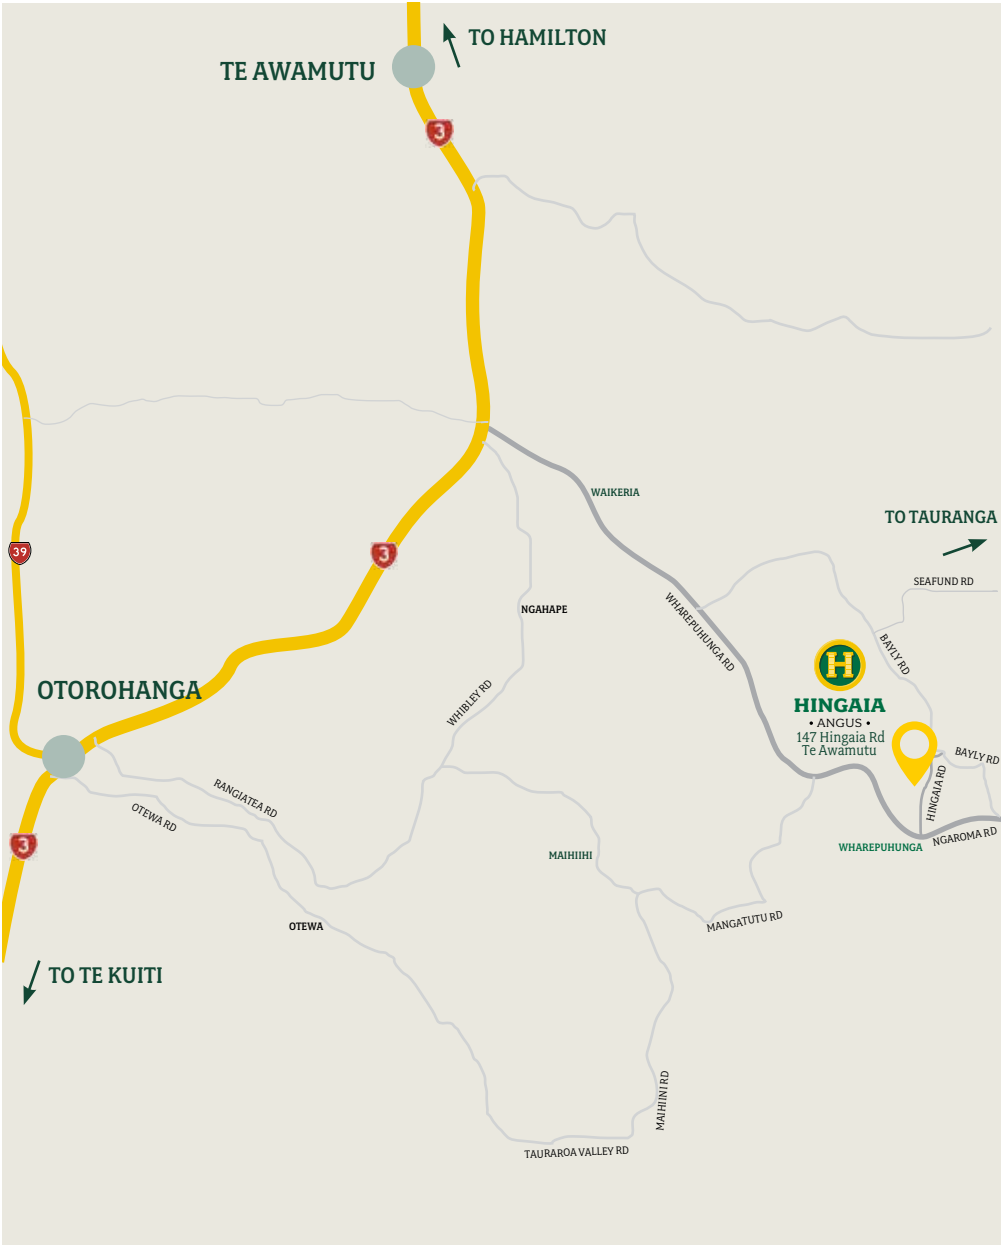 TO HAMILTON
TE AWAMUTU
3
WAIKERIA
TO TAURANGA
39
3
SEAFUND RD
NGAHAPE
WHAREPUHUNGA RD
BAYLY RD
H
OTOROHANGA
WHIBLEY RD
HINGAIA
• ANGUS •
147 Hingaia Rd
Te Awamutu
BAYLY RD
HINGAIA RD
RANGIATEA RD
OTEWA RD
NGAROMA RD
3
WHAREPUHUNGA
MAIHIIHI
MANGATUTU RD
OTEWA
TO TE KUITI
MAIHIINI RD
TAURAROA VALLEY RD